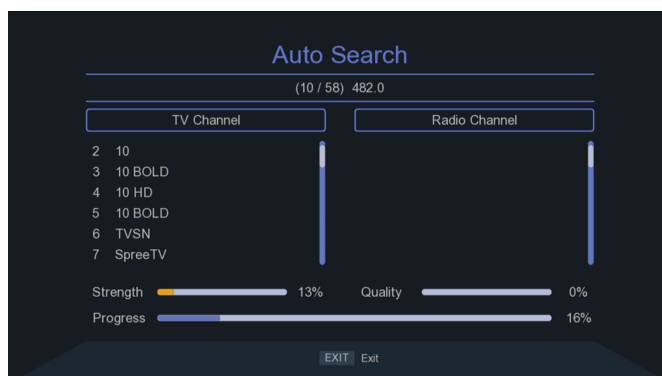 Auto Search
(10 / 58) 482.0
TV Channel Radio Channel
2 10
3 10 BOLD
4 10 HD
5 10 BOLD
6 TVSN
7 SpreeTV
Strength 13% Quality 0%
Progress 16%
EXIT Exit